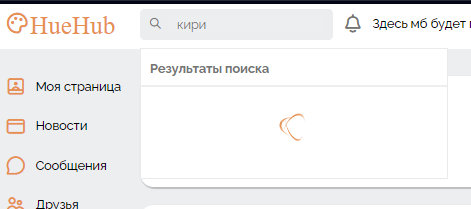 HueHub
кири
Здесь мб будет
Результаты поиска
Моя страница
Новости
Сообщения
Друзья